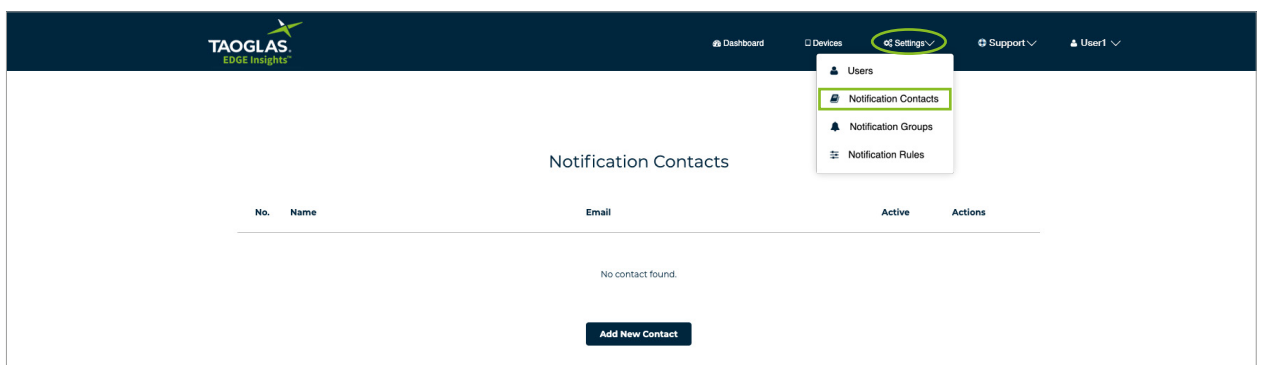 TAOGLAS.
EDGE Insights™
Dashboard Devices Settings Support User1
Users
Notification Contacts
Notification Groups
Notification Rules
Notification Contacts
No. Name Email Active Actions
No contact found.
Add New Contact